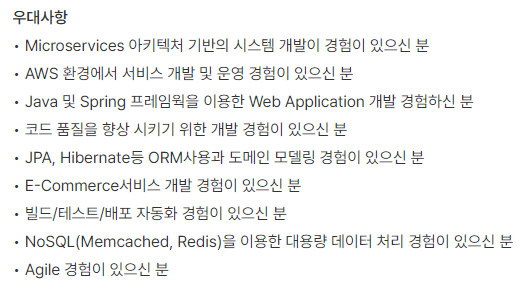 우대사항
• Microservices 아키텍처 기반의 시스템 개발이 경험이 있으신 분
• AWS 환경에서 서비스 개발 및 운영 경험이 있으신 분
• Java 및 Spring 프레임웍을 이용한 Web Application 개발 경험하신 분
• 코드 품질을 향상 시키기 위한 개발 경험이 있으신 분
• JPA, Hibernate등 ORM사용과 도메인 모델링 경험이 있으신 분
• E-Commerce서비스 개발 경험이 있으신 분
• 빌드/테스트/배포 자동화 경험이 있으신 분
• NoSQL(Memcached, Redis)을 이용한 대용량 데이터 처리 경험이 있으신 분
• Agile 경험이 있으신 분